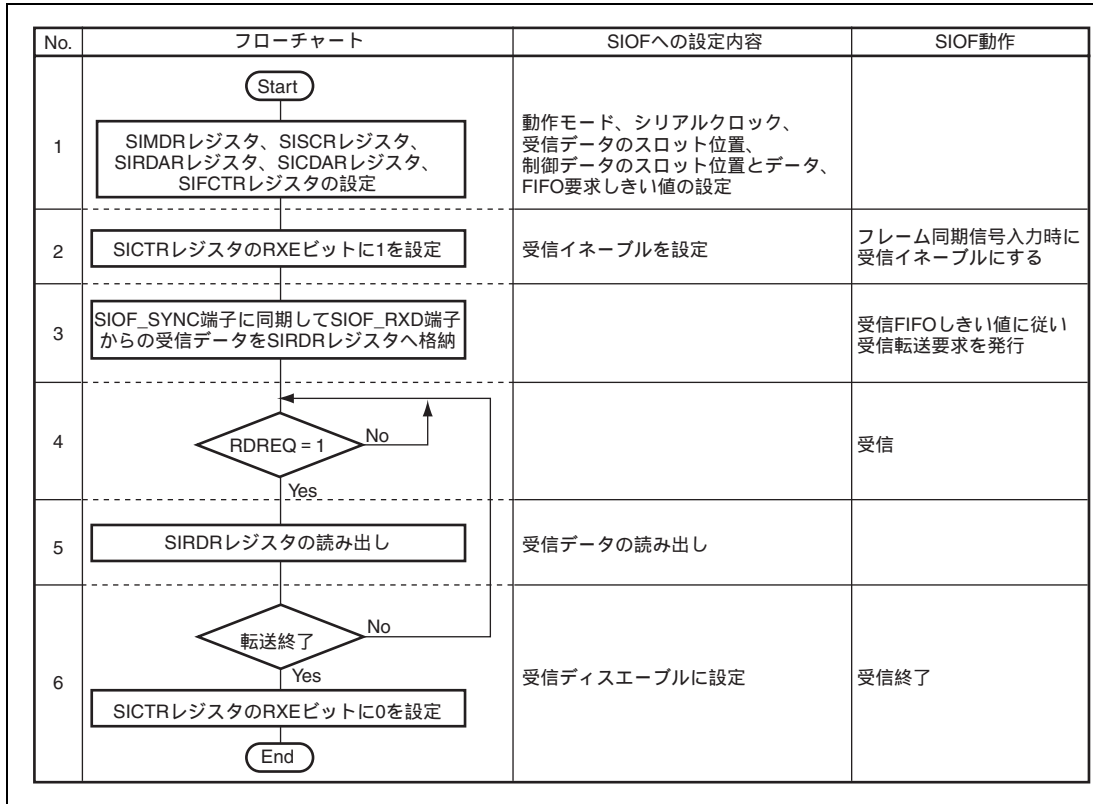 No.
フローチャート
SIOFへの設定内容
SIOF動作
Start
1
SIMDRレジスタ、SISCRレジスタ、
SIRDARレジスタ、SICDARレジスタ、
SIFCTRレジスタの設定
動作モード、シリアルクロック、
受信データのスロット位置、
制御データのスロット位置とデータ、
FIFO要求しきい値の設定
2
SICTRレジスタのRXEビットに1を設定
受信イネーブルを設定
フレーム同期信号入力時に
受信イネーブルにする
3
SIOF_SYNC端子に同期してSIOF_RXD端子
からの受信データをSIRDRレジスタへ格納
受信FIFOしきい値に従い
受信転送要求を発行
4
RDREQ = 1
No
受信
Yes
5
SIRDRレジスタの読み出し
受信データの読み出し
転送終了
No
6
Yes
受信ディスエーブルに設定
受信終了
SICTRレジスタのRXEビットに0を設定
End